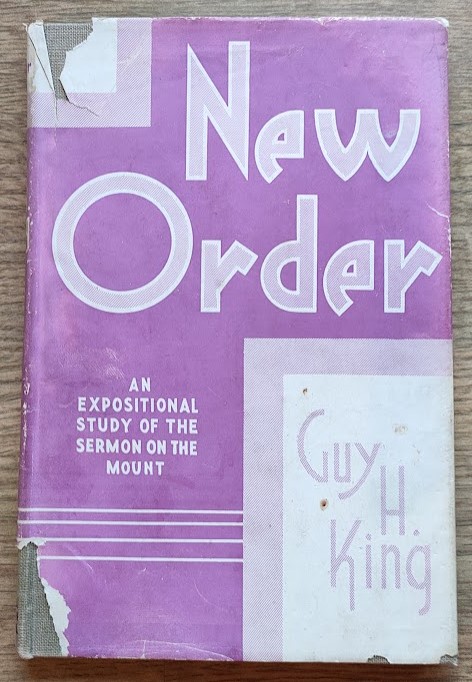 New
Order
AN
EXPOSITIONAL
STUDY OF THE
SERMON ON THE
MOUNT
Guy
H.
King